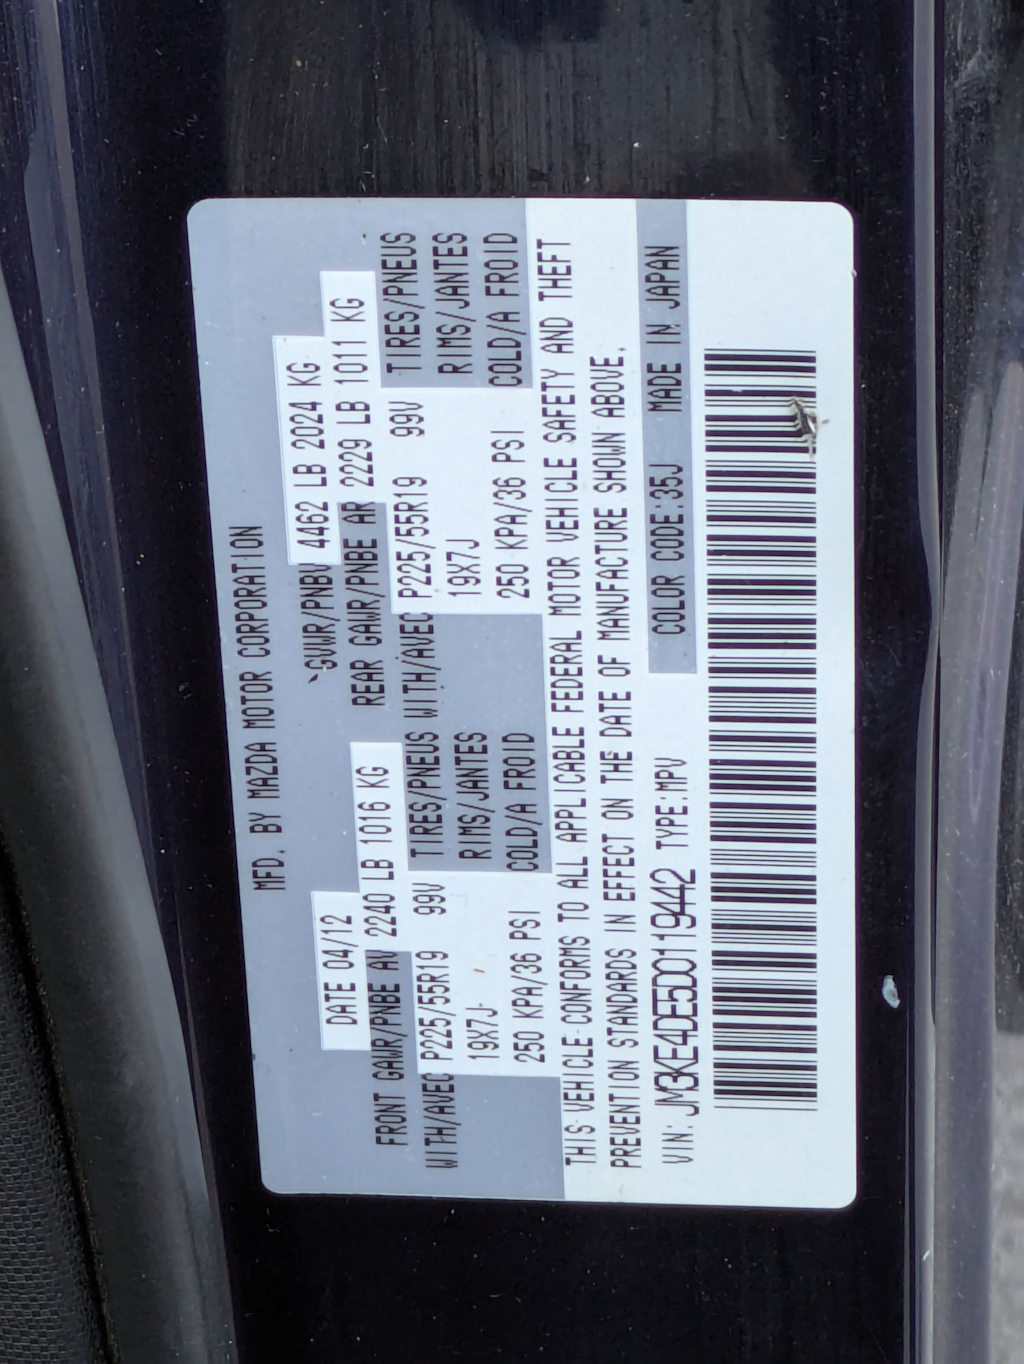 MFD. BY MAZDA MOTOR CORPORATION
DATE 04/12 GVWR/PNBV 4462 LB 2024 KG
FRONT GAWR/PNBE AV 2240 LB 1016 KG REAR GAWR/PNBE AR 2229 LB 1011 KG
WITH/AVEC P225/55R19 99V TIRES/PNEUS WITH/AVEC P225/55R19 99V TIRES/PNEUS
19X7J RIMS/JANTES 19X7J RIMS/JANTES
250 KPA/36 PSI COLD/A FROID 250 KPA/36 PSI COLD/A FROID
THIS VEHICLE CONFORMS TO ALL APPLICABLE FEDERAL MOTOR VEHICLE SAFETY AND THEFT
PREVENTION STANDARDS IN EFFECT ON THE DATE OF MANUFACTURE SHOWN ABOVE.
VIN: JM3KE4DE5D0119442 TYPE:MPV COLOR CODE:35J MADE IN JAPAN